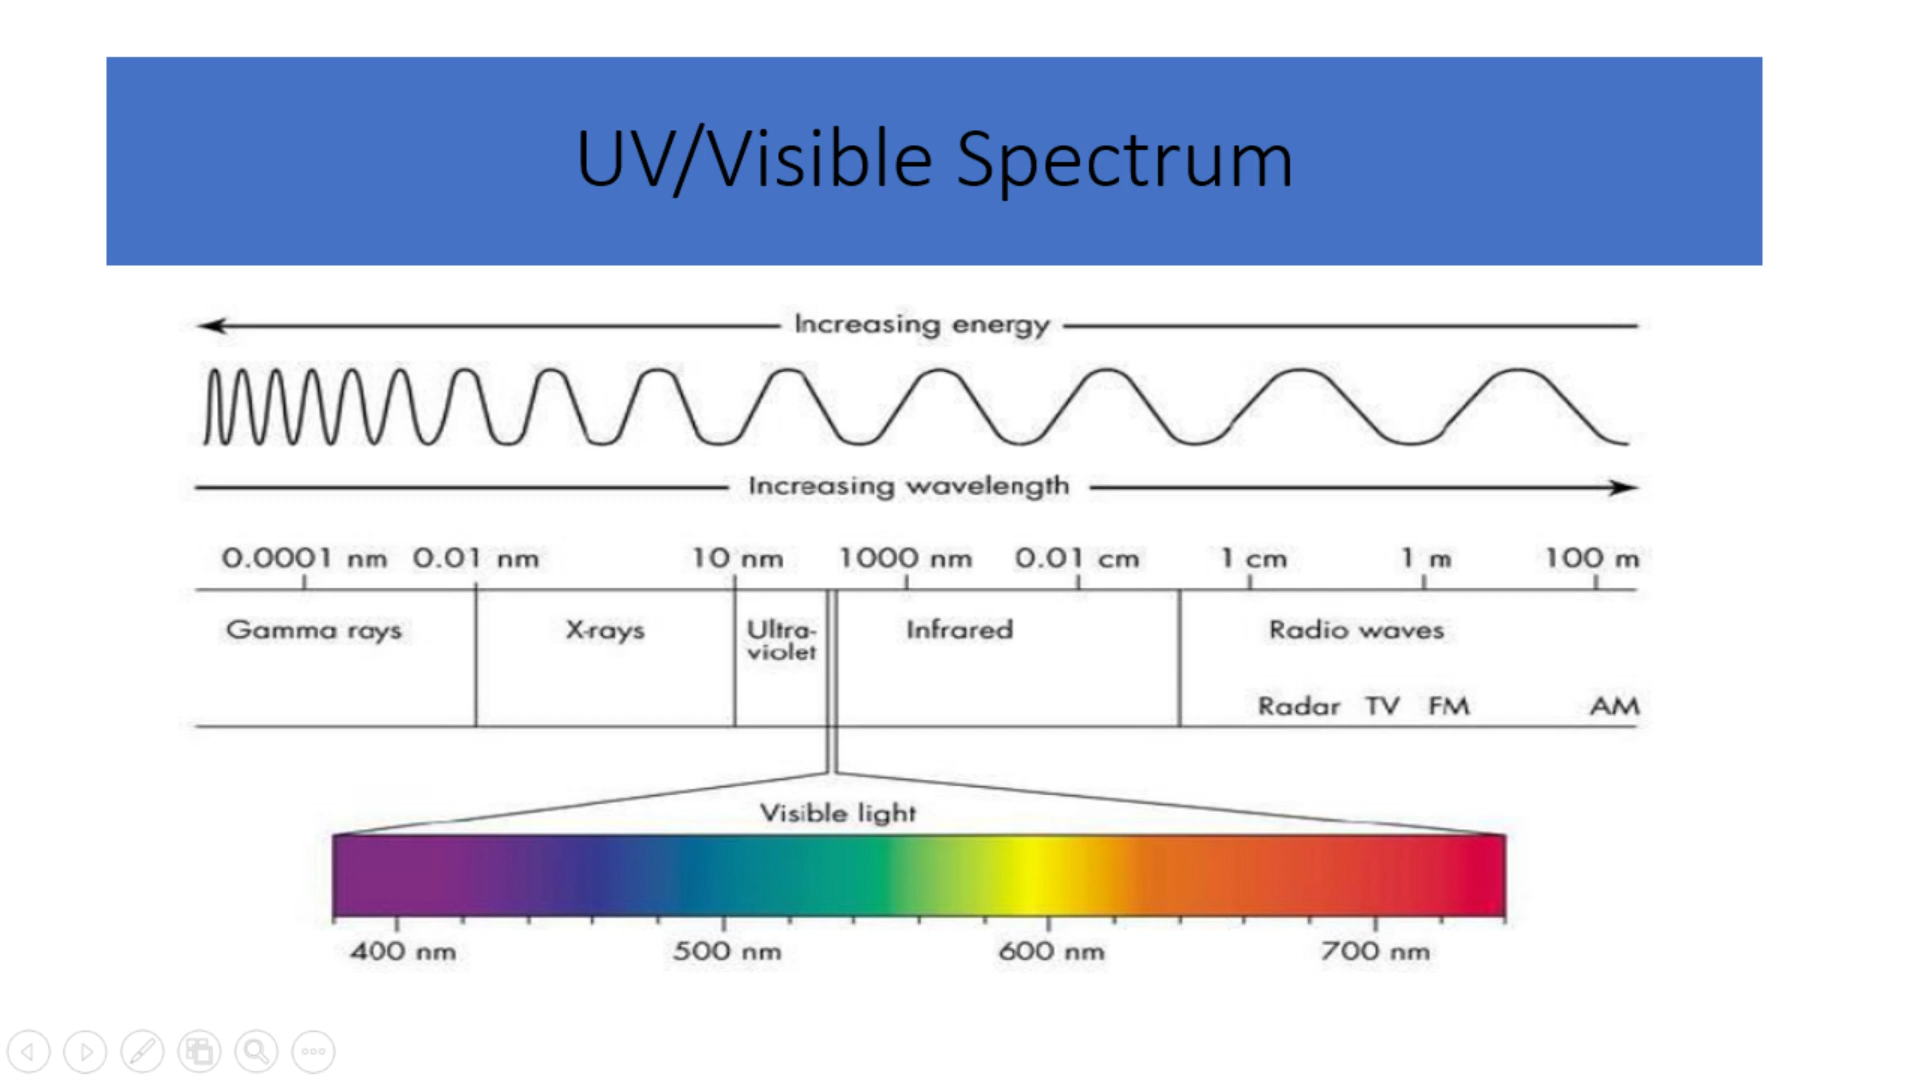 UV/Visible Spectrum
Increasing energy
Increasing wavelength
0.0001 nm 0.01 nm 10 nm 1000 nm 0.01 cm 1 cm 1 m 100 m
Gamma rays X-rays Ultra- Infrared Radio waves
violet
Radar TV FM AM
Visible light
400 nm 500 nm 600 nm 700 nm